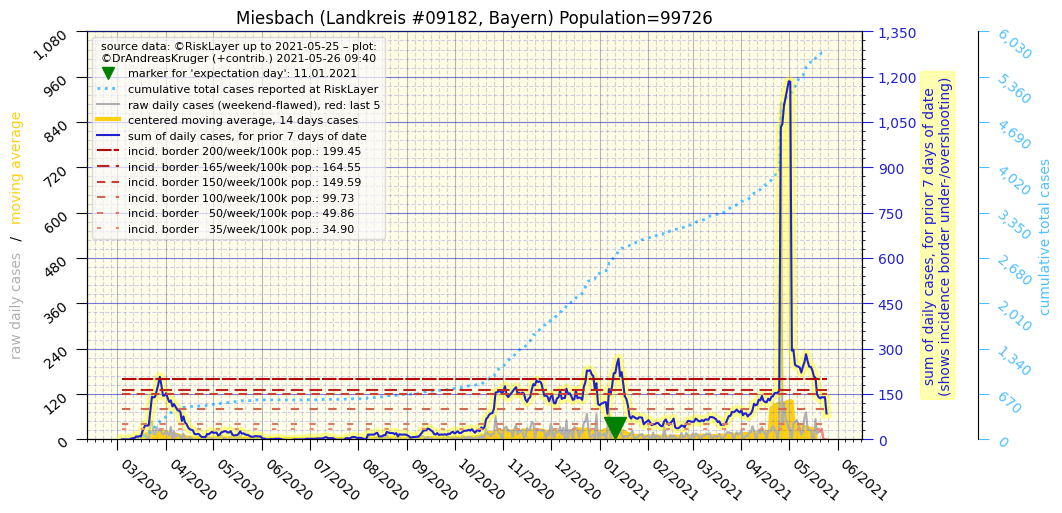 Miesbach (Landkreis #09182, Bayern) Population=99726
source data: ©RiskLayer up to 2021-05-25 – plot:
©DrAndreasKruger (+contrib.) 2021-05-26 09:40
marker for 'expectation day': 11.01.2021
cumulative total cases reported at RiskLayer
raw daily cases (weekend-flawed), red: last 5
centered moving average, 14 days cases
sum of daily cases, for prior 7 days of date
incid. border 200/week/100k pop.: 199.45
incid. border 165/week/100k pop.: 164.55
incid. border 150/week/100k pop.: 149.59
incid. border 100/week/100k pop.: 99.73
incid. border 50/week/100k pop.: 49.86
incid. border 35/week/100k pop.: 34.90
raw daily cases / moving average
1,080
960
840
720
600
480
360
240
120
0
03/2020
04/2020
05/2020
06/2020
07/2020
08/2020
09/2020
10/2020
11/2020
12/2020
01/2021
02/2021
03/2021
04/2021
05/2021
06/2021
1,350
1,200
1,050
900
750
600
450
300
150
0
sum of daily cases, for prior 7 days of date
(shows incidence border under-/overshooting)
6,030
5,360
4,690
4,020
3,350
2,680
2,010
1,340
670
0
cumulative total cases